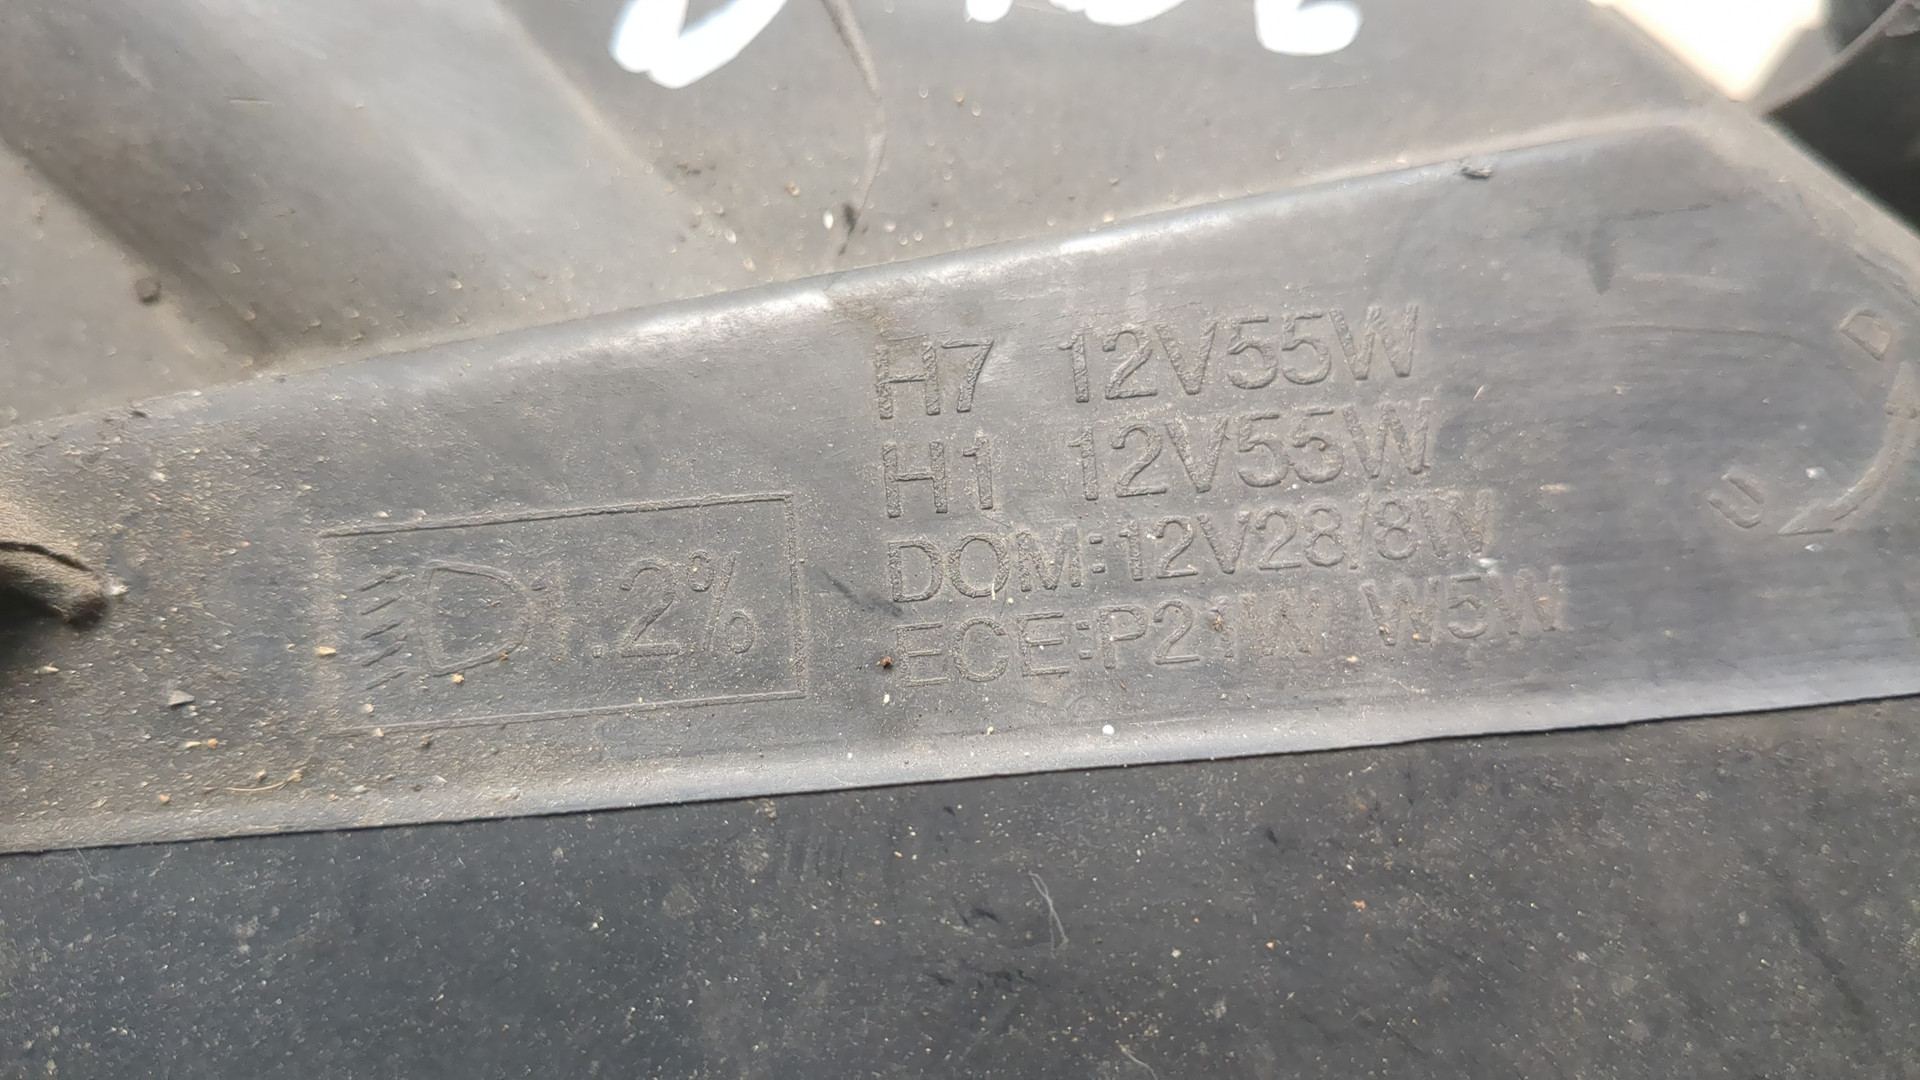 H7 12V55W
H1 12V55W
DOM:12V28/8W
ECE:P21W W5W
1.2%
U
D